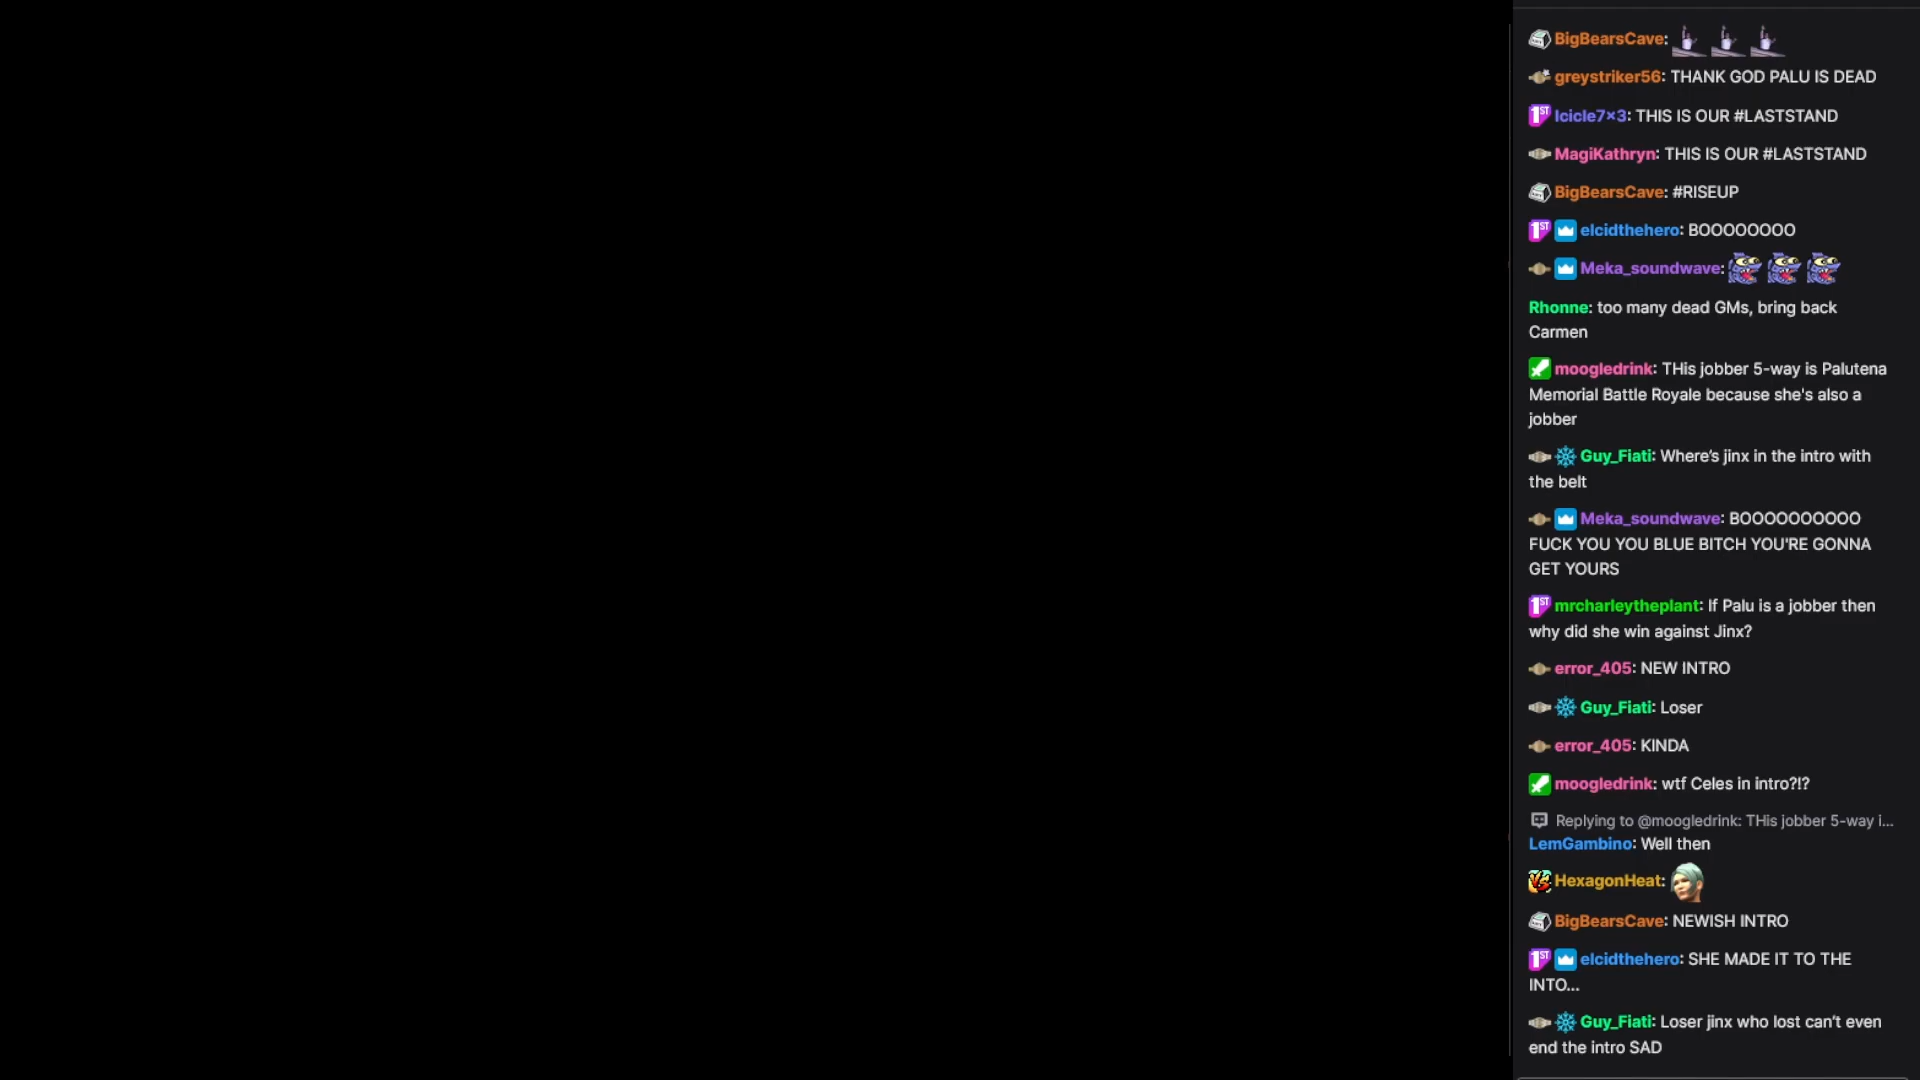 BigBearsCave:
greystriker56: THANK GOD PALU IS DEAD
1ST Icicle7x3: THIS IS OUR #LASTSTAND
MagiKathryn: THIS IS OUR #LASTSTAND
BigBearsCave: #RISEUP
1ST elcidthehero: BOOOOOOOO
Meka_soundwave:
Rhonne: too many dead GMs, bring back
Carmen
moogledrink: THis jobber 5-way is Palutena
Memorial Battle Royale because she's also a
jobber
Guy_Fiati: Where's jinx in the intro with
the belt
Meka_soundwave: BOOOOOOOOOO
FUCK YOU YOU BLUE BITCH YOU'RE GONNA
GET YOURS
1ST mrcharleytheplant: If Palu is a jobber then
why did she win against Jinx?
error_405: NEW INTRO
Guy_Fiati: Loser
error_405: KINDA
moogledrink: wtf Celes in intro?!?
Replying to @moogledrink: THis jobber 5-way i...
LemGambino: Well then
VS HexagonHeat:
BigBearsCave: NEWISH INTRO
1ST elcidthehero: SHE MADE IT TO THE
INTO...
Guy_Fiati: Loser jinx who lost can't even
end the intro SAD